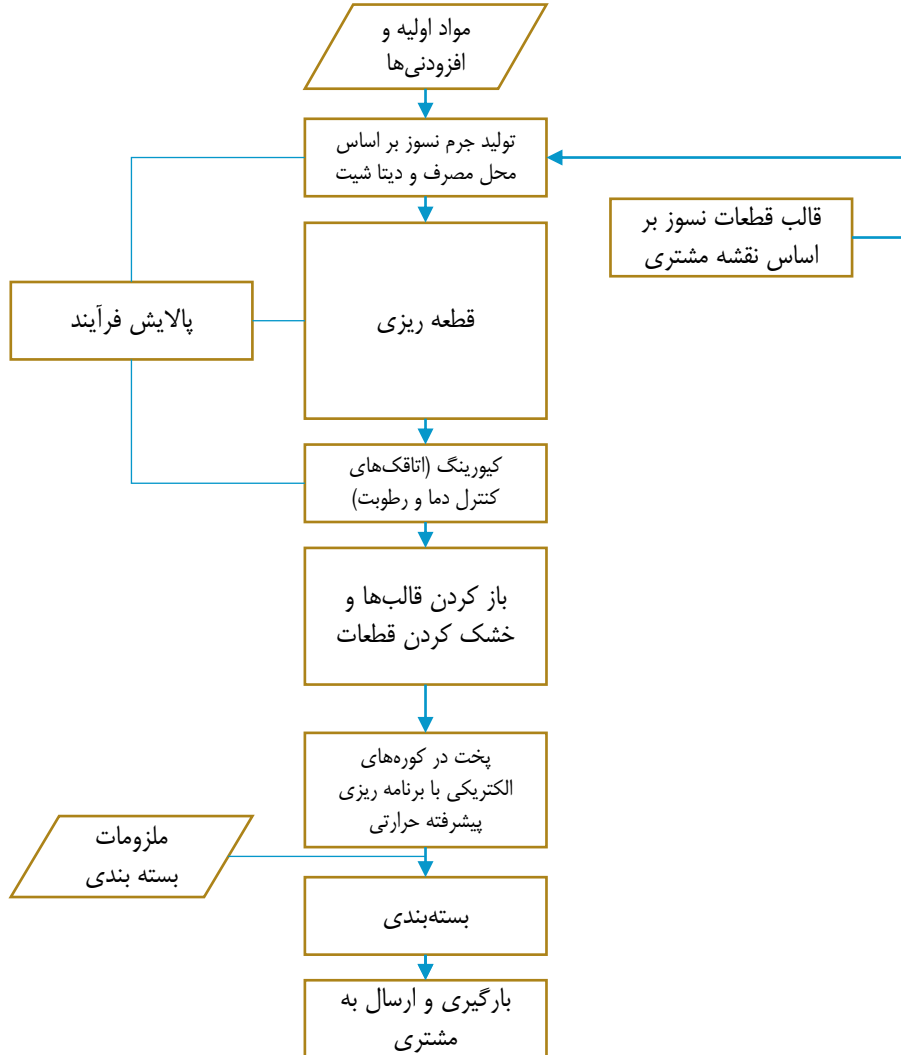 مواد اولیه و
افزودنی‌ها
تولید جرم نسوز بر اساس
محل مصرف و دیتا شیت
قالب قطعات نسوز بر
اساس نقشه مشتری
قطعه ریزی
پالایش فرآیند
کیورینگ (اتاقک‌های
کنترل دما و رطوبت)
باز کردن قالب‌ها و
خشک کردن قطعات
پخت در کوره‌های
الکتریکی با برنامه ریزی
پیشرفته حرارتی
ملزومات
بسته بندی
بسته‌بندی
بارگیری و ارسال به
مشتری